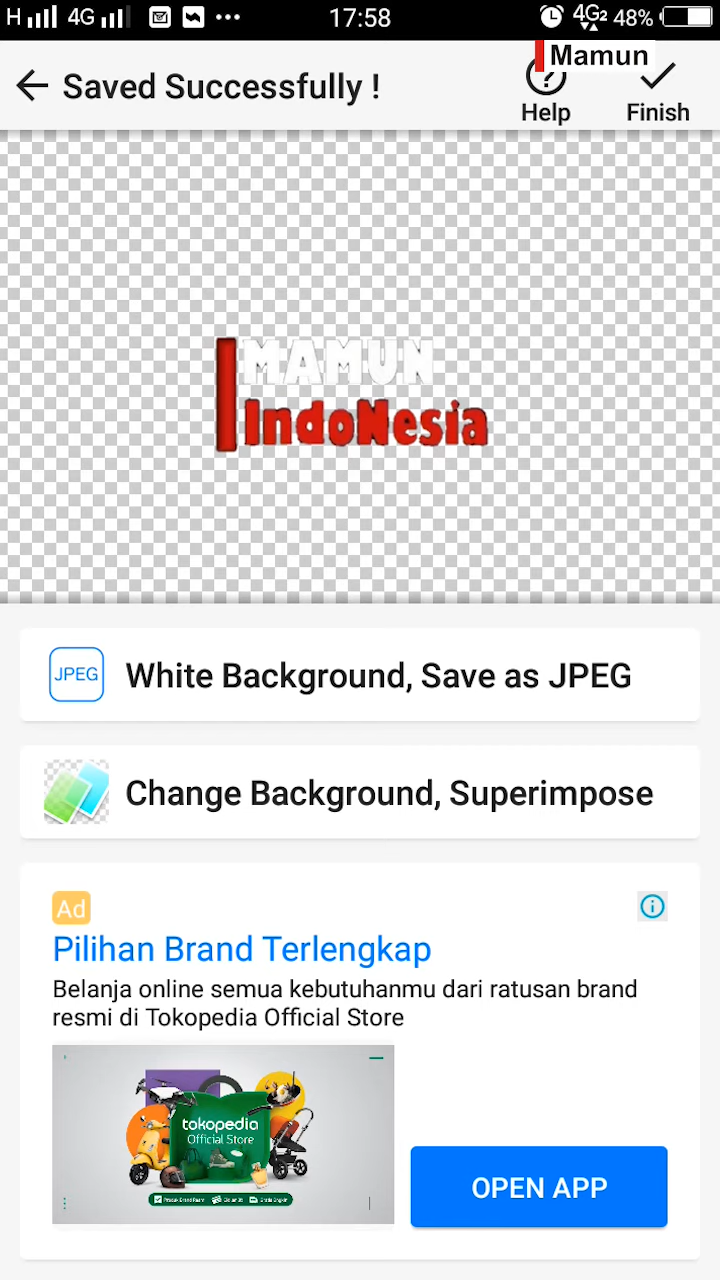 H 4G 17:58 4G2 48%
Mamun
Saved Successfully !
Help
Finish
MAMUN
IndoNesia
JPEG
White Background, Save as JPEG
Change Background, Superimpose
Ad
Pilihan Brand Terlengkap
Belanja online semua kebutuhanmu dari ratusan brand
resmi di Tokopedia Official Store
tokopedia
Official Store
OPEN APP